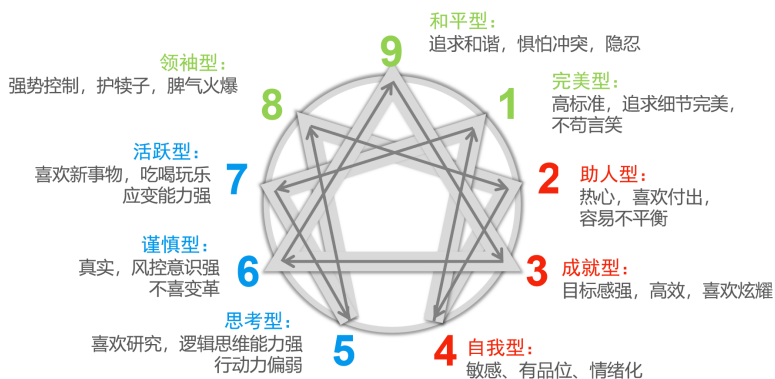 9
和平型：
追求和谐，惧怕冲突，隐忍
1
完美型：
高标准，追求细节完美，
不苟言笑
2
助人型：
热心，喜欢付出，
容易不平衡
3
成就型：
目标感强，高效，喜欢炫耀
4
自我型：
敏感、有品位、情绪化
5
思考型：
喜欢研究，逻辑思维能力强
行动力偏弱
6
谨慎型：
真实，风控意识强
不喜变革
7
活跃型：
喜欢新事物，吃喝玩乐
应变能力强
8
领袖型：
强势控制，护犊子，脾气火爆